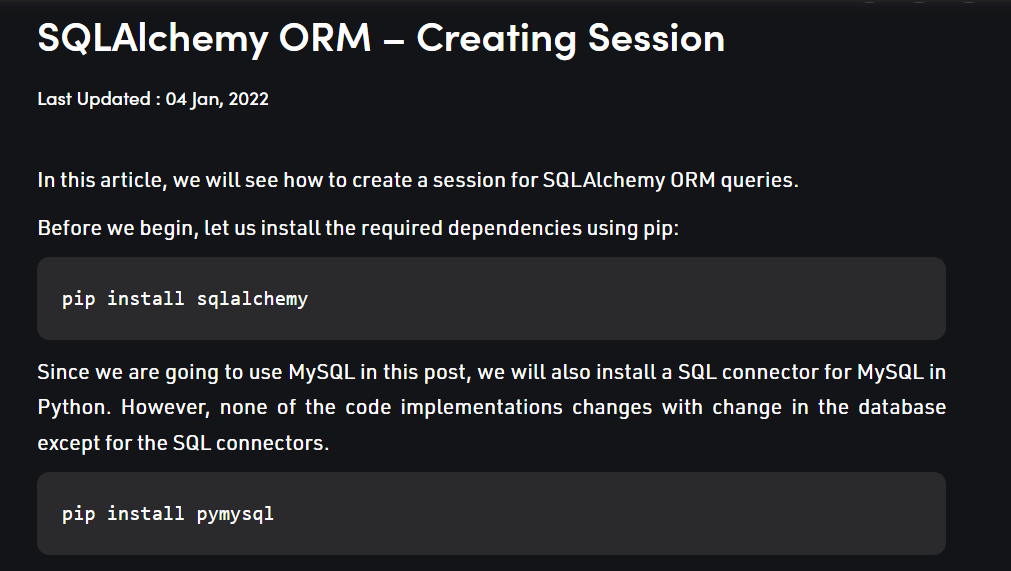 SQLAlchemy ORM – Creating Session
Last Updated : 04 Jan, 2022
In this article, we will see how to create a session for SQLAlchemy ORM queries.
Before we begin, let us install the required dependencies using pip:
pip install sqlalchemy
Since we are going to use MySQL in this post, we will also install a SQL connector for MySQL in
Python. However, none of the code implementations changes with change in the database
except for the SQL connectors.
pip install pymysql